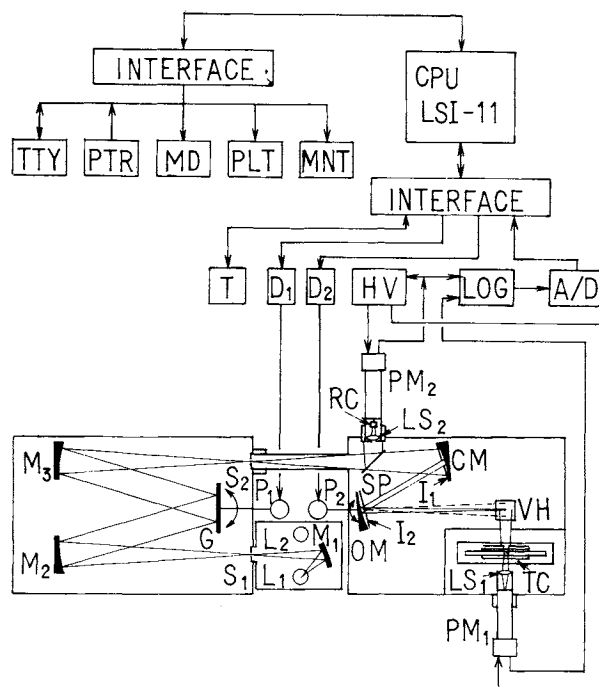 INTERFACE
CPU
LSI-11
TTY PTR MD PLT MNT
INTERFACE
T D₁ D₂ HV LOG A/D
PM₂
RC
LS₂
M₃ S₂ P₁ P₂ SP CM
I₁
G L₂ M₁ OM I₂ VH
M₂ S₁ L₁ LS₁ TC
PM₁